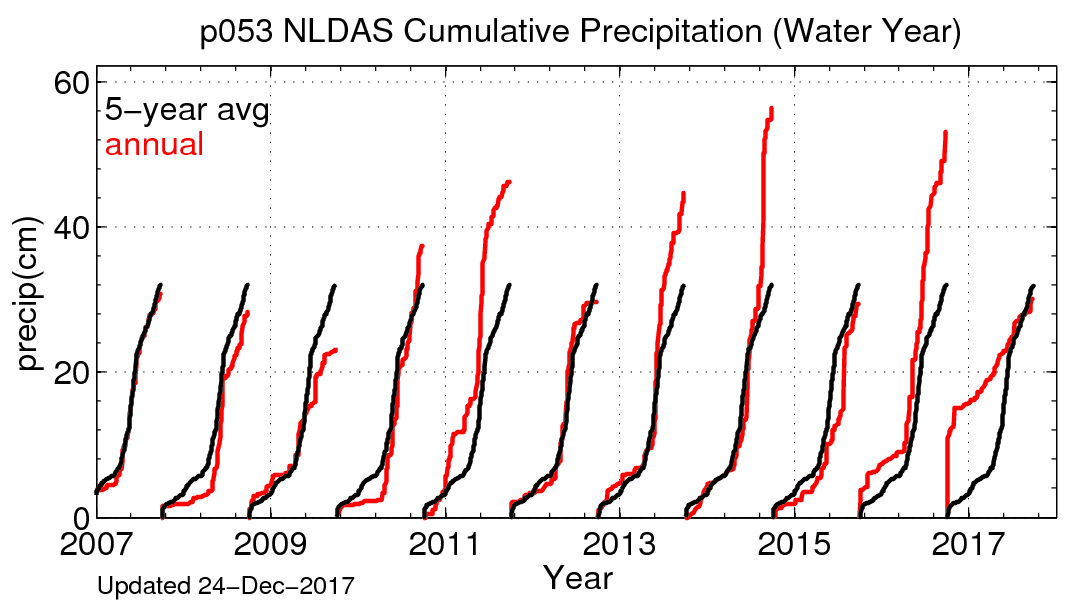 p053 NLDAS Cumulative Precipitation (Water Year)
60
5−year avg
annual
40
precip(cm)
20
0
2007 2009 2011 2013 2015 2017
Year
Updated 24−Dec−2017